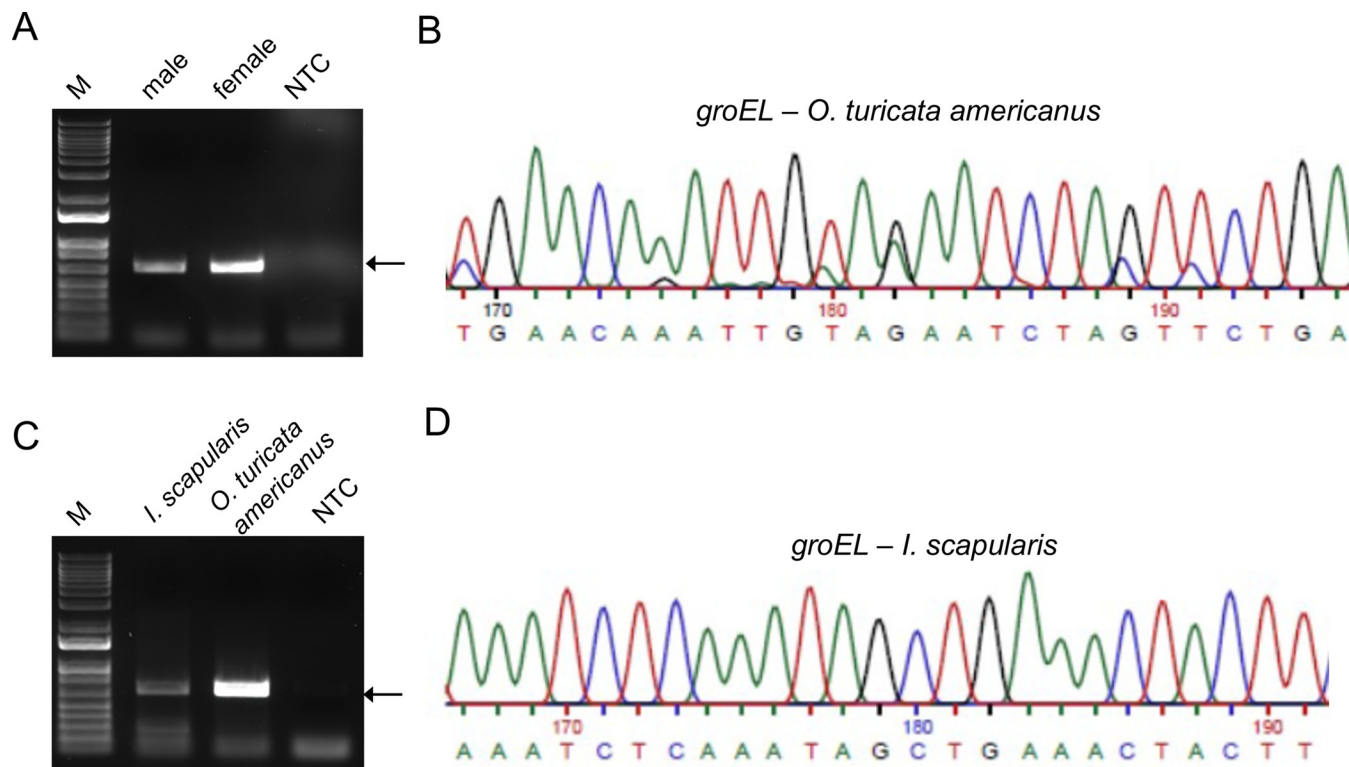 A
M
male
female
NTC
B
groEL – O. turicata americanus
170
180
190
T G A A C A A A T T G T A G A A T C T A G T T C T G A
C
M
I. scapularis
O. turicata
americanus
NTC
D
groEL – I. scapularis
170
180
190
A A A T C T C A A A T A G C T G A A A C T A C T T